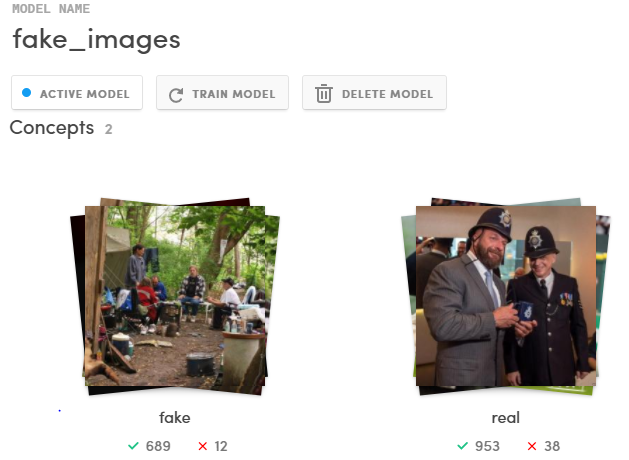 MODEL NAME
fake_images
ACTIVE MODEL TRAIN MODEL DELETE MODEL
Concepts 2
fake real
689 12 953 38